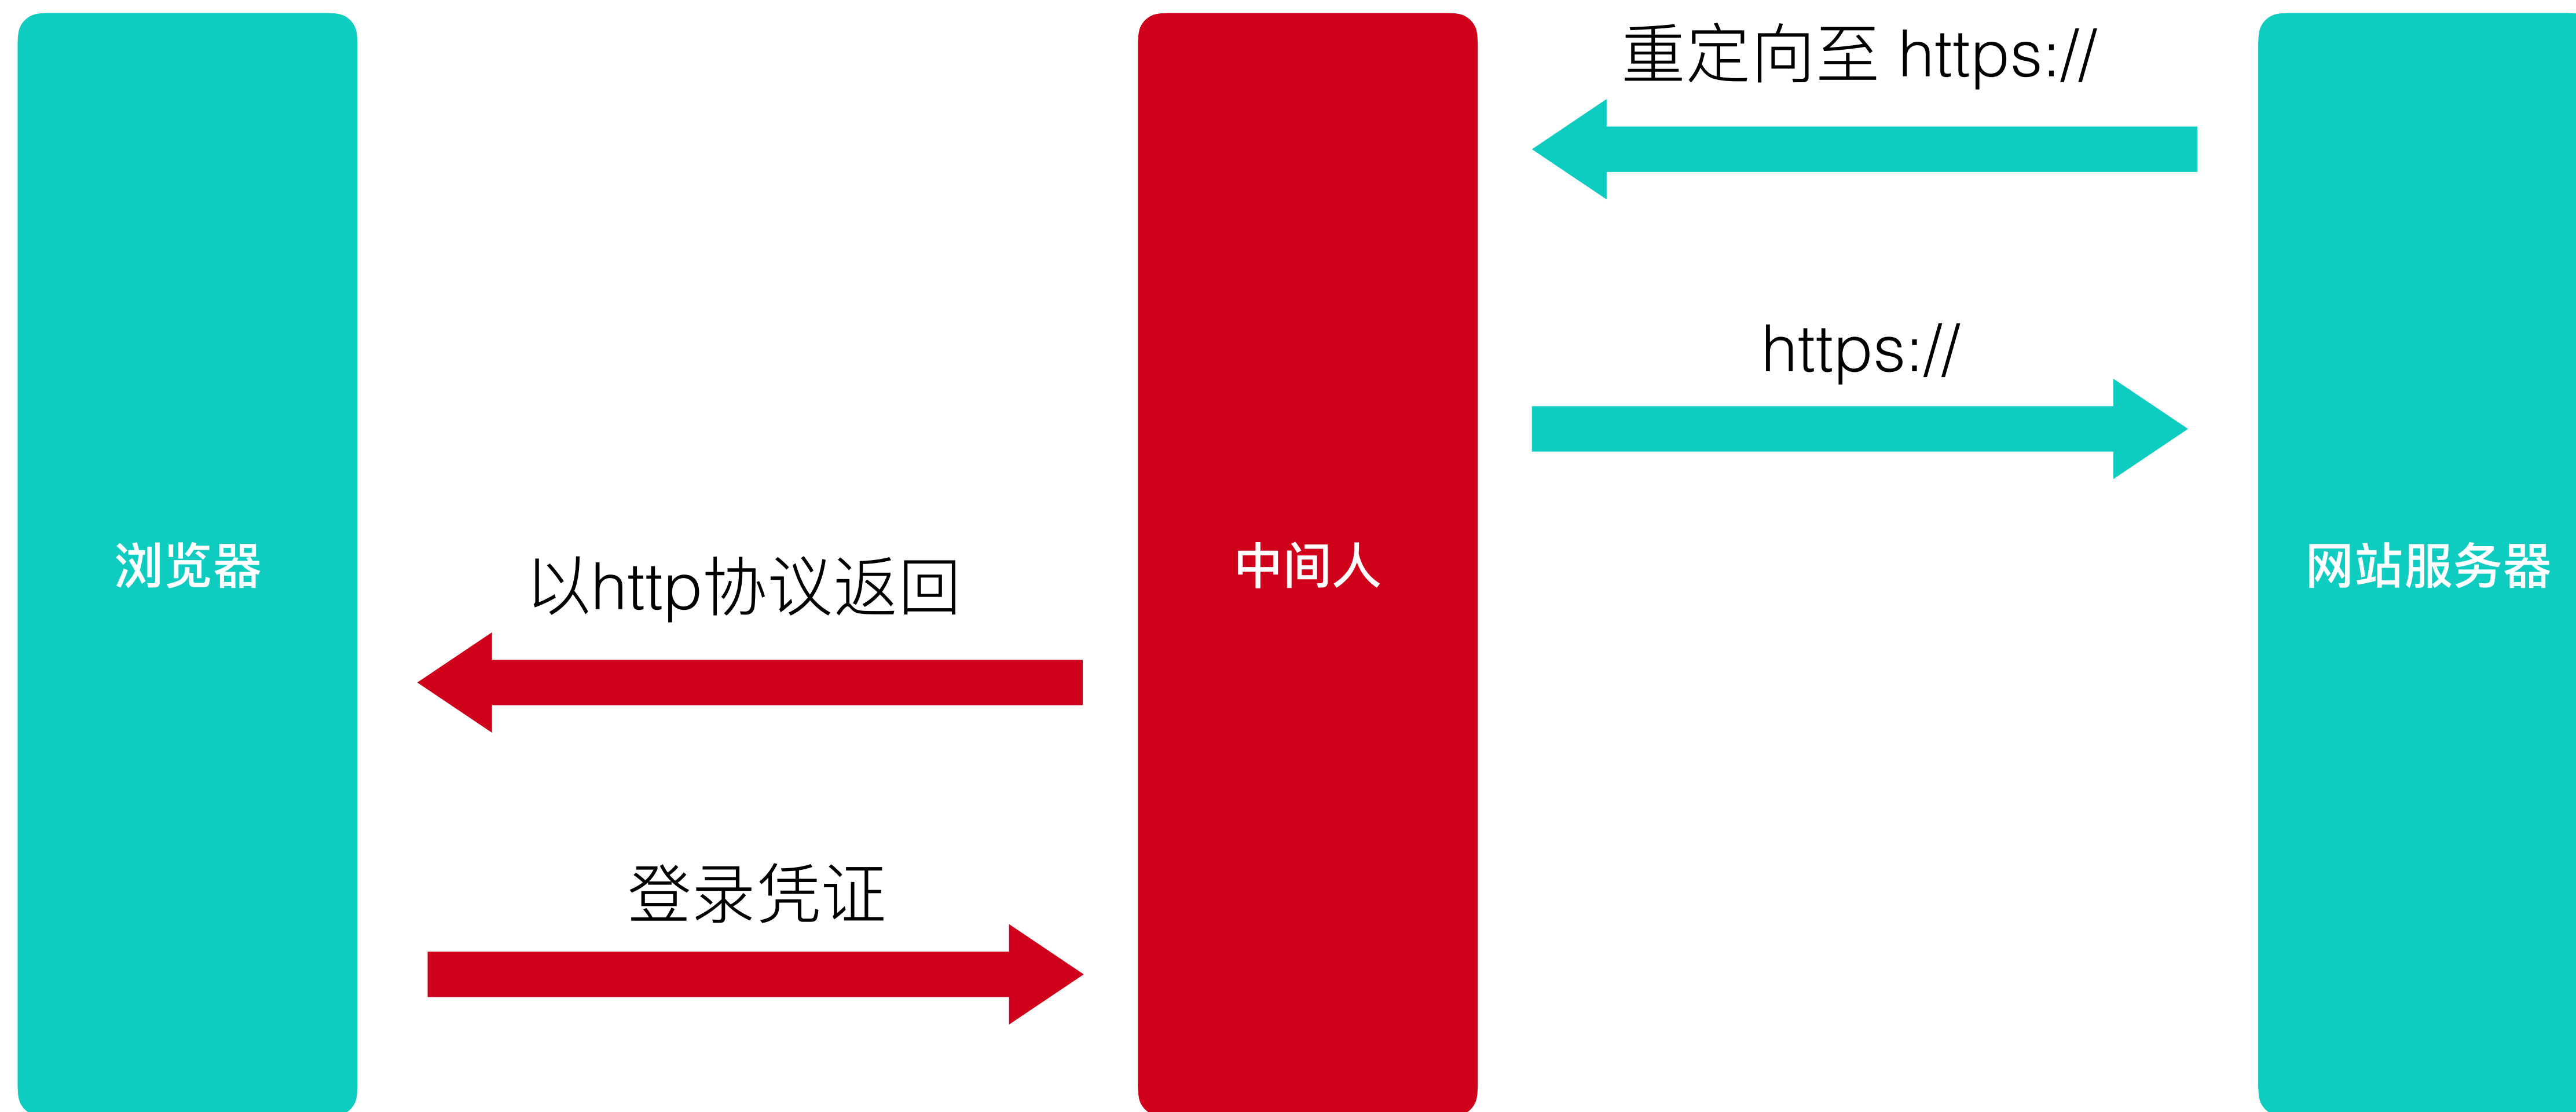 重定向至 https://
https://
浏览器
以http协议返回
中间人
网站服务器
登录凭证